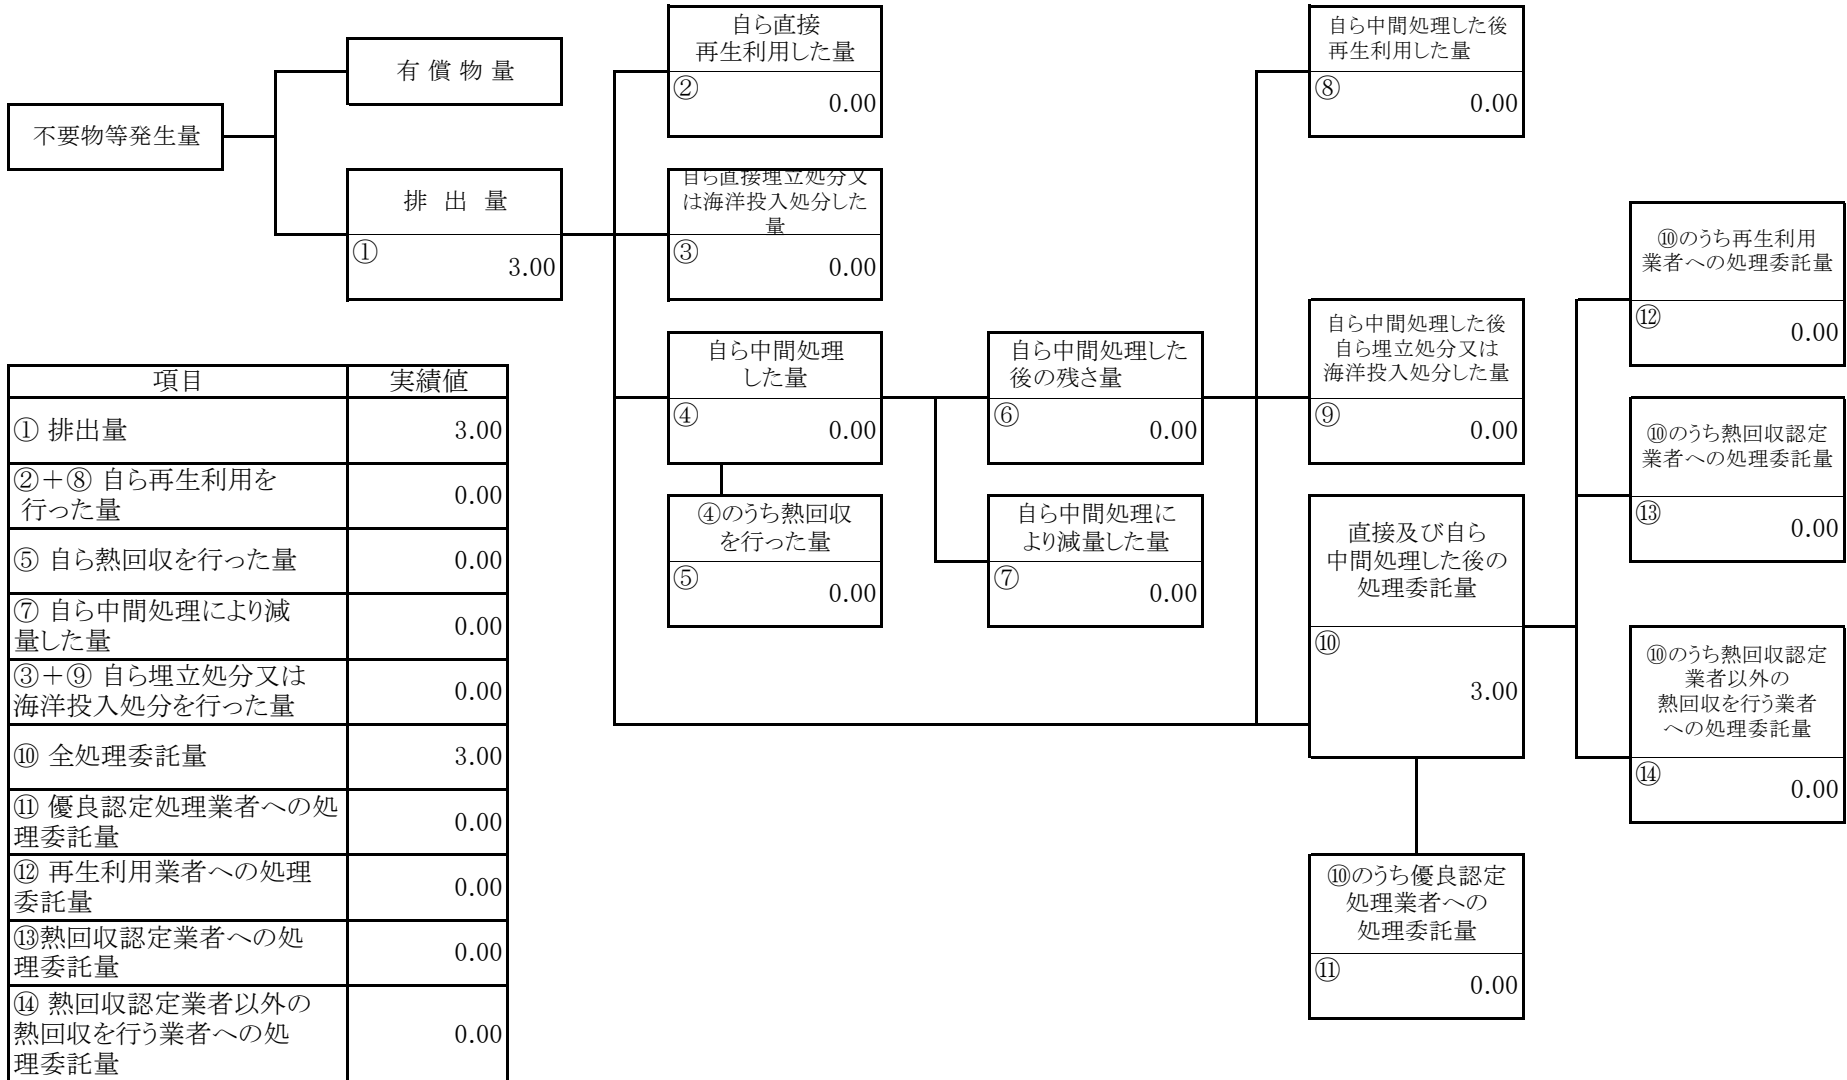 不要物等発生量
有 償 物 量
排 出 量
①
3.00
自ら直接
再生利用した量
②
0.00
自ら直接埋立処分又
は海洋投入処分した
量
③
0.00
自ら中間処理
した量
④
0.00
④のうち熱回収
を行った量
⑤
0.00
自ら中間処理した
後の残さ量
⑥
0.00
自ら中間処理に
より減量した量
⑦
0.00
自ら中間処理した後
再生利用した量
⑧
0.00
自ら中間処理した後
自ら埋立処分又は
海洋投入処分した量
⑨
0.00
直接及び自ら
中間処理した後の
処理委託量
⑩
3.00
⑩のうち優良認定
処理業者への
処理委託量
⑪
0.00
⑩のうち再生利用
業者への処理委託量
⑫
0.00
⑩のうち熱回収認定
業者への処理委託量
⑬
0.00
⑩のうち熱回収認定
業者以外の
熱回収を行う業者
への処理委託量
⑭
0.00
項目 実績値
① 排出量 3.00
②＋⑧ 自ら再生利用を
行った量 0.00
⑤ 自ら熱回収を行った量 0.00
⑦ 自ら中間処理により減
量した量 0.00
③＋⑨ 自ら埋立処分又は
海洋投入処分を行った量 0.00
⑩ 全処理委託量 3.00
⑪ 優良認定処理業者への処
理委託量 0.00
⑫ 再生利用業者への処理
委託量 0.00
⑬熱回収認定業者への処
理委託量 0.00
⑭ 熱回収認定業者以外の
熱回収を行う業者への処
理委託量 0.00